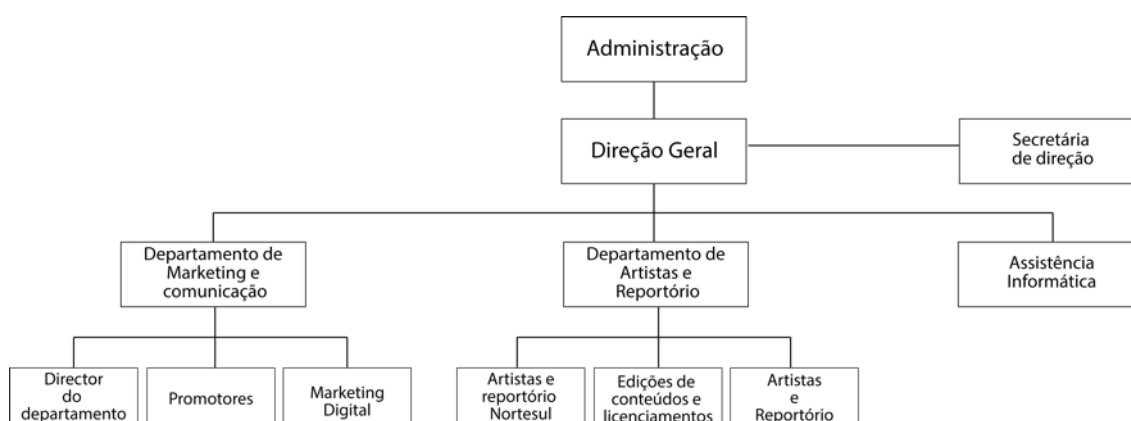 Administração
Direção Geral
Secretária
de direção
Departamento de
Marketing e
comunicação
Departamento de
Artistas e
Reportório
Assistência
Informática
Director
do
departamento
Promotores
Marketing
Digital
Artistas e
reportório
Nortesul
Edições de
conteúdos e
licenciamentos
Artistas
e
Reportório